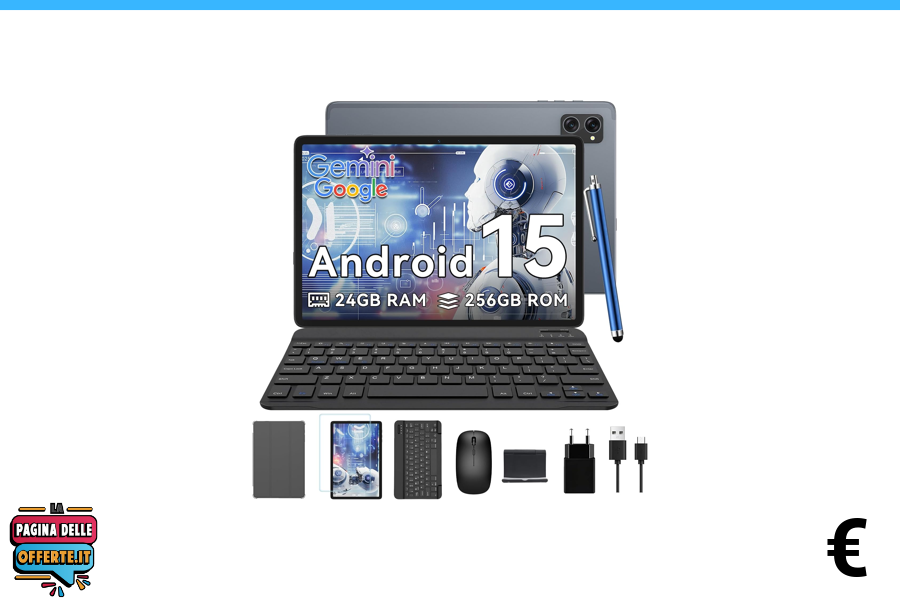 Gemini
Google
Android 15
24GB RAM 256GB ROM
LA
PAGINA DELLE
OFFERTE.IT
€